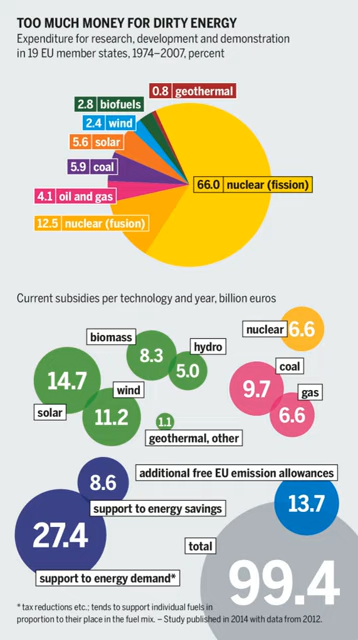 TOO MUCH MONEY FOR DIRTY ENERGY
Expenditure for research, development and demonstration
in 19 EU member states, 1974–2007, percent
0.8 geothermal
2.8 biofuels
2.4 wind
5.6 solar
5.9 coal
66.0 nuclear (fission)
4.1 oil and gas
12.5 nuclear (fusion)
Current subsidies per technology and year, billion euros
nuclear 6.6
biomass
8.3
hydro
5.0
coal
9.7
14.7
solar
wind
11.2
gas
6.6
1.1
geothermal, other
additional free EU emission allowances
13.7
8.6
support to energy savings
27.4
support to energy demand*
total
99.4
* tax reductions etc.; tends to support individual fuels in
proportion to their place in the fuel mix. – Study published in 2014 with data from 2012.